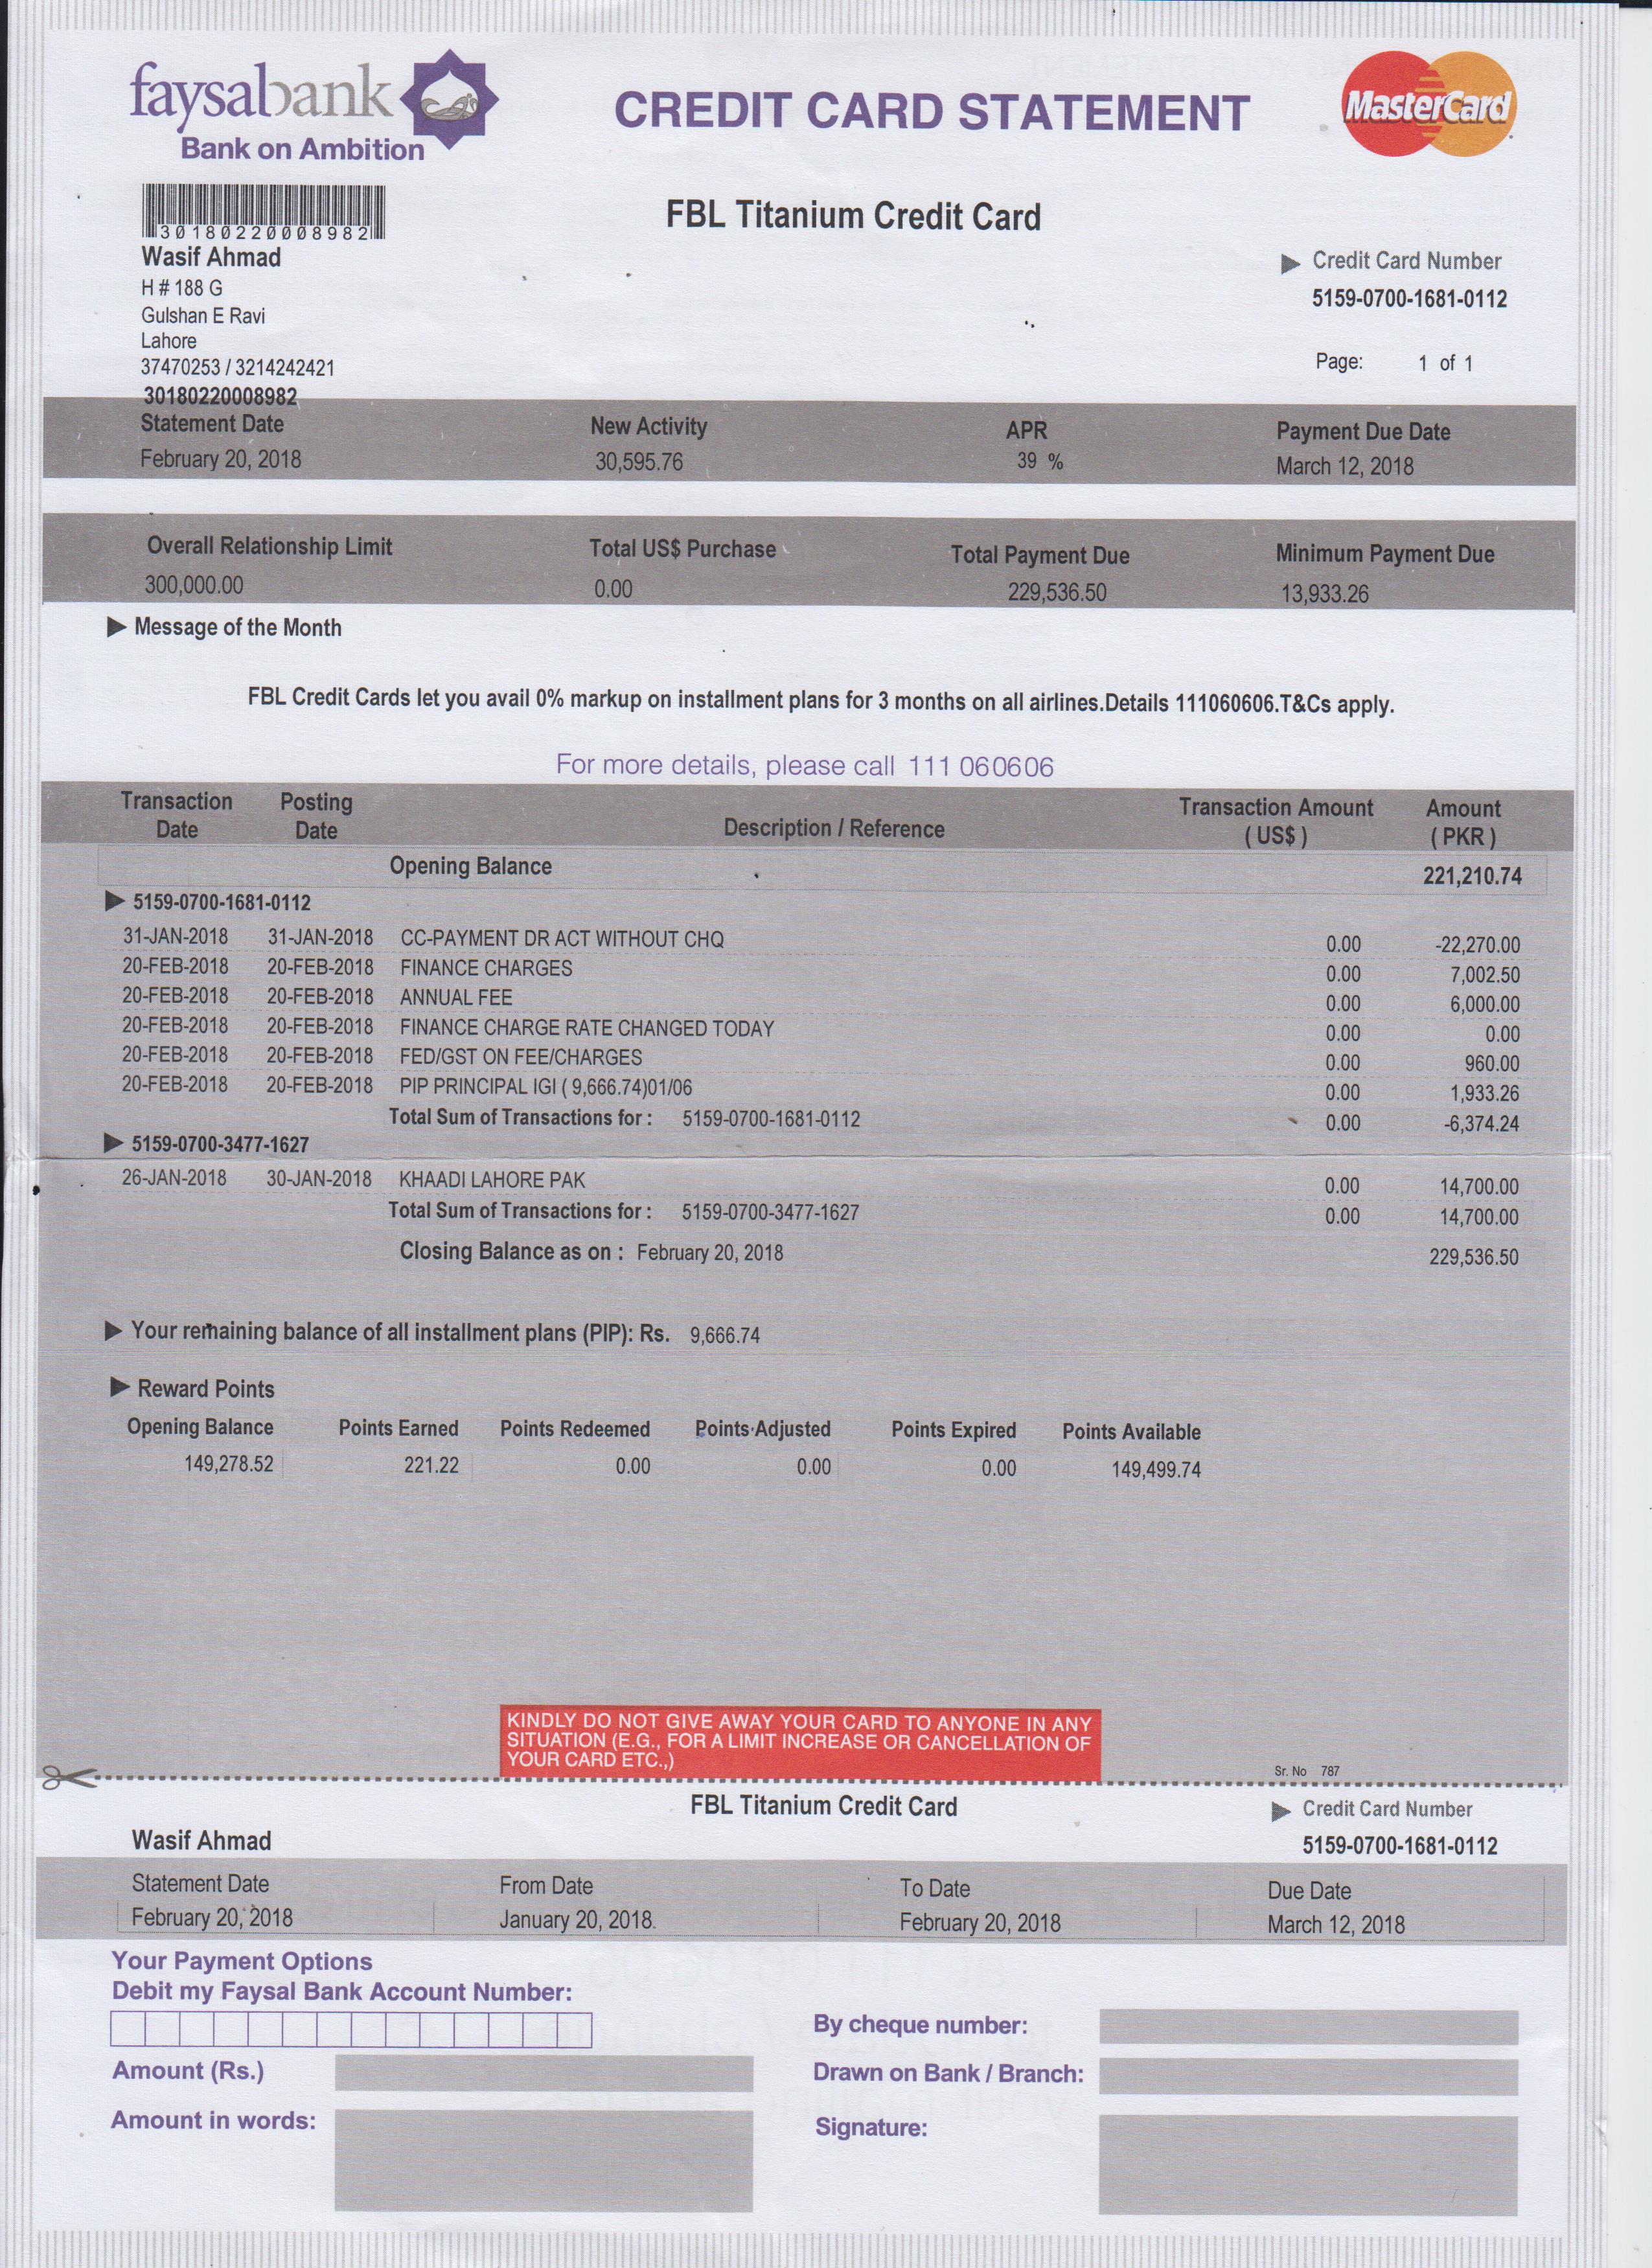 faysalbank
Bank on Ambition
CREDIT CARD STATEMENT
MasterCard
30180220008982
FBL Titanium Credit Card
Wasif Ahmad
H # 188 G
Gulshan E Ravi
Lahore
37470253 / 3214242421
30180220008982
Credit Card Number
5159-0700-1681-0112
Page: 1 of 1
Statement Date New Activity APR Payment Due Date
February 20, 2018 30,595.76 39 % March 12, 2018
Overall Relationship Limit Total US$ Purchase Total Payment Due Minimum Payment Due
300,000.00 0.00 229,536.50 13,933.26
Message of the Month
FBL Credit Cards let you avail 0% markup on installment plans for 3 months on all airlines.Details 111060606.T&Cs apply.
For more details, please call 111 060606
Transaction Posting Transaction Amount Amount
Date Date Description / Reference ( US$ ) ( PKR )
Opening Balance 221,210.74
5159-0700-1681-0112
31-JAN-2018 31-JAN-2018 CC-PAYMENT DR ACT WITHOUT CHQ 0.00 -22,270.00
20-FEB-2018 20-FEB-2018 FINANCE CHARGES 0.00 7,002.50
20-FEB-2018 20-FEB-2018 ANNUAL FEE 0.00 6,000.00
20-FEB-2018 20-FEB-2018 FINANCE CHARGE RATE CHANGED TODAY 0.00 0.00
20-FEB-2018 20-FEB-2018 FED/GST ON FEE/CHARGES 0.00 960.00
20-FEB-2018 20-FEB-2018 PIP PRINCIPAL IGI ( 9,666.74)01/06 0.00 1,933.26
Total Sum of Transactions for : 5159-0700-1681-0112 0.00 -6,374.24
5159-0700-3477-1627
26-JAN-2018 30-JAN-2018 KHAADI LAHORE PAK 0.00 14,700.00
Total Sum of Transactions for : 5159-0700-3477-1627 0.00 14,700.00
Closing Balance as on : February 20, 2018 229,536.50
Your remaining balance of all installment plans (PIP): Rs. 9,666.74
Reward Points
Opening Balance Points Earned Points Redeemed Points Adjusted Points Expired Points Available
149,278.52 221.22 0.00 0.00 0.00 149,499.74
KINDLY DO NOT GIVE AWAY YOUR CARD TO ANYONE IN ANY
SITUATION (E.G., FOR A LIMIT INCREASE OR CANCELLATION OF
YOUR CARD ETC.,)
Sr. No 787
FBL Titanium Credit Card
Credit Card Number
Wasif Ahmad
5159-0700-1681-0112
Statement Date From Date To Date Due Date
February 20, 2018 January 20, 2018. February 20, 2018 March 12, 2018
Your Payment Options
Debit my Faysal Bank Account Number:
By cheque number:
Amount (Rs.)
Drawn on Bank / Branch:
Amount in words:
Signature: